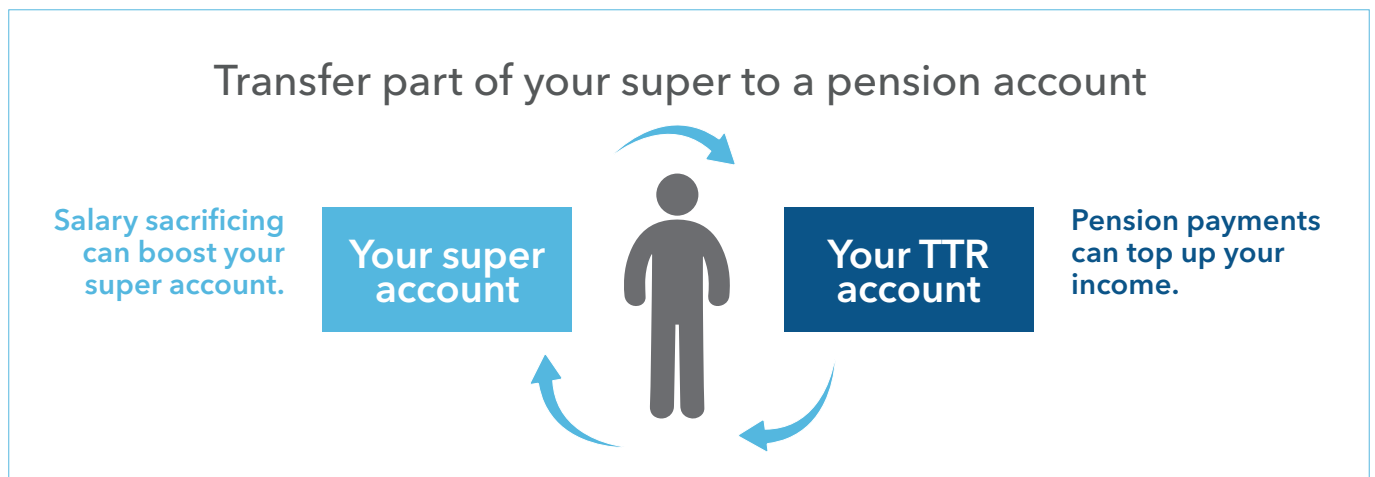 Transfer part of your super to a pension account
Salary sacrificing
can boost your
super account.
Your super
account
Your TTR
account
Pension payments
can top up your
income.